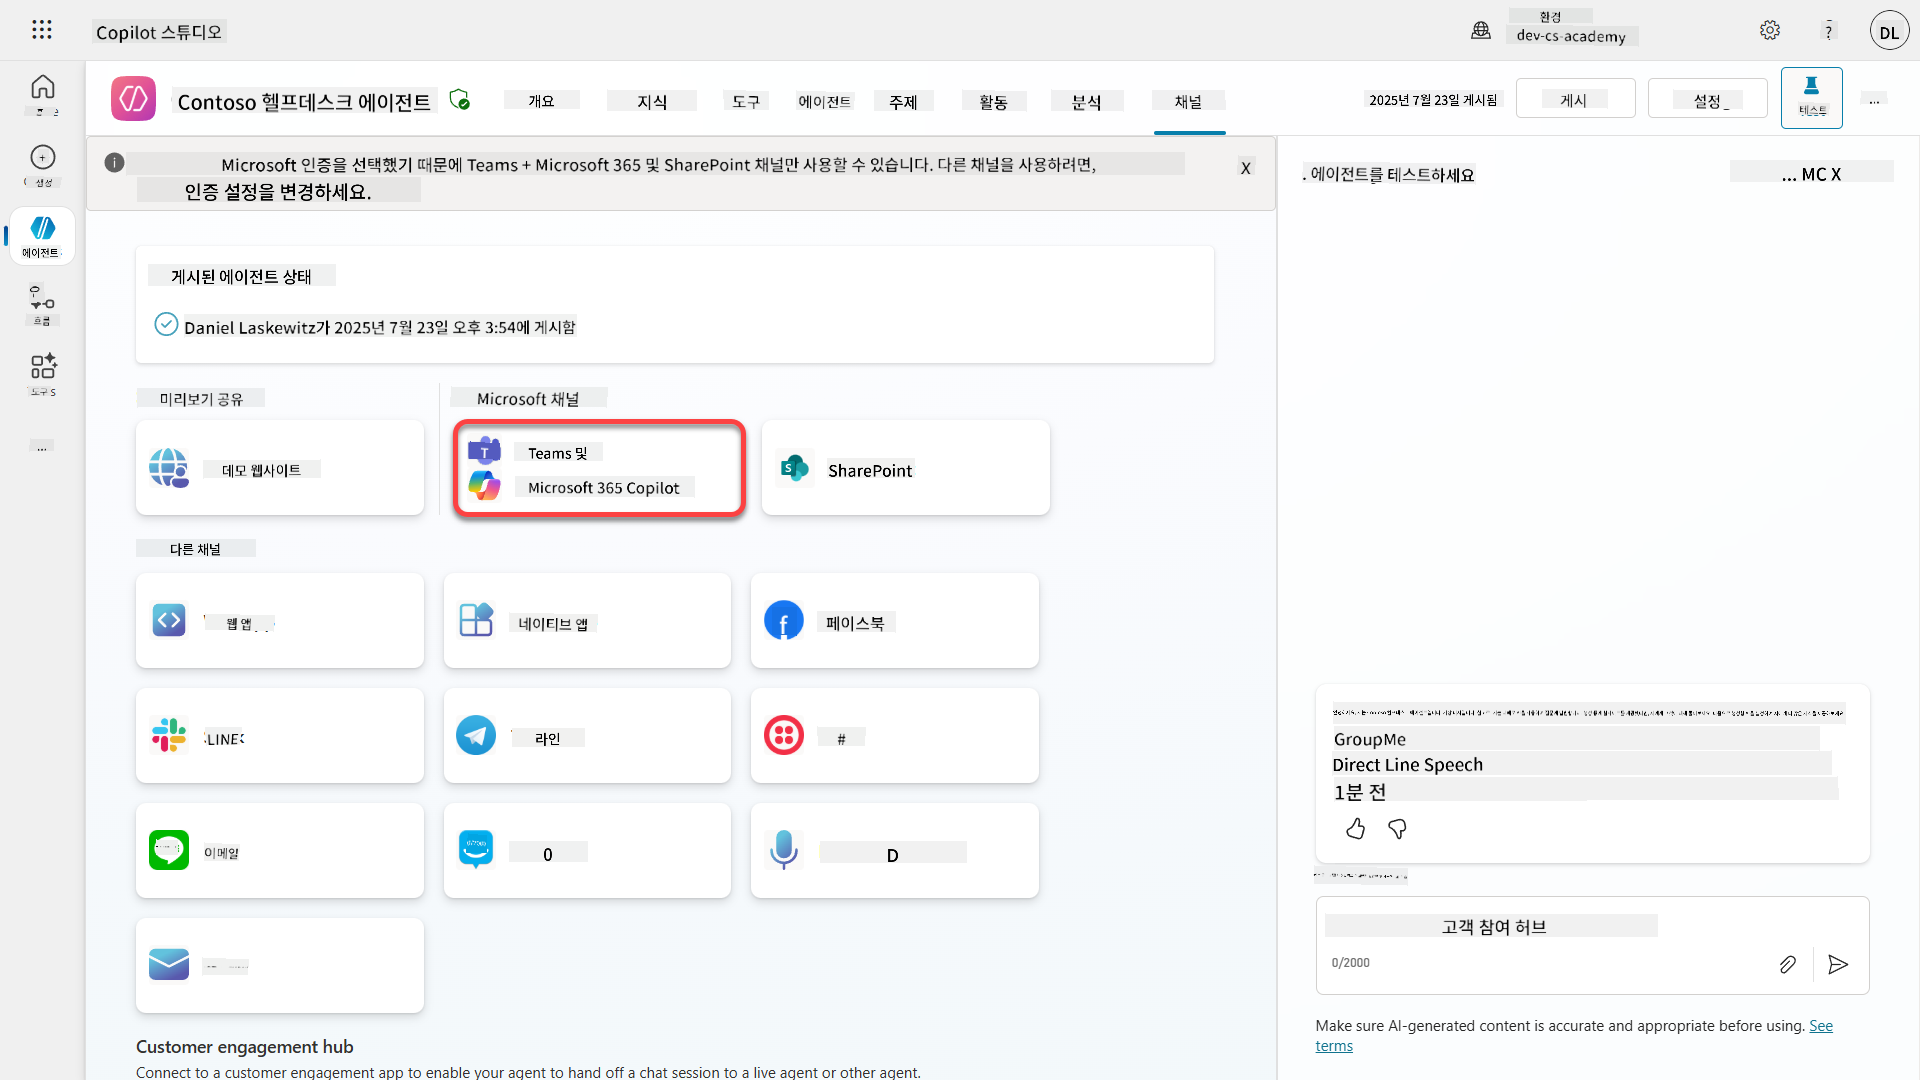 Copilot 스튜디오
환경
dev-cs-academy
?
DL
생성
에이전트
흐름
도구 s
...
Contoso 헬프데스크 에이전트
개요
지식
도구
에이전트
주제
활동
분석
채널
2025년 7월 23일 게시됨
게시
설정
테스트
...
Microsoft 인증을 선택했기 때문에 Teams + Microsoft 365 및 SharePoint 채널만 사용할 수 있습니다. 다른 채널을 사용하려면,
인증 설정을 변경하세요.
X
. 에이전트를 테스트하세요
... MC X
게시된 에이전트 상태
Daniel Laskewitz가 2025년 7월 23일 오후 3:54에 게시함
미리보기 공유
Microsoft 채널
데모 웹사이트
Teams 및
Microsoft 365 Copilot
SharePoint
다른 채널
웹 앱
네이티브 앱
페이스북
LINE
라인
#
이메일
0
D
GroupMe
Direct Line Speech
1분 전
고객 참여 허브
0/2000
Make sure AI-generated content is accurate and appropriate before using. See
terms
Customer engagement hub
Connect to a customer engagement app to enable your agent to hand off a chat session to a live agent or other agent.